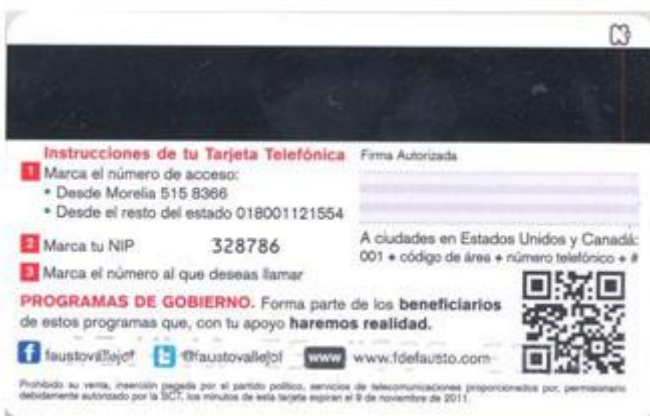 Instrucciones de tu Tarjeta Telefónica
1 Marca el número de acceso:
• Desde Morelia 515 8366
• Desde el resto del estado 018001121554
2 Marca tu NIP 328786
3 Marca el número al que deseas llamar
Firma Autorizada
A ciudades en Estados Unidos y Canadá:
001 + código de área + número telefónico + #
PROGRAMAS DE GOBIERNO. Forma parte de los beneficiarios
de estos programas que, con tu apoyo haremos realidad.
f faustovallejof @faustovallejof www www.fdefausto.com
Prohibido su venta, inserción pagada por el partido político, servicios de telecomunicaciones proporcionados por, permisionario
debidamente autorizado por la SCT, los minutos de esta tarjeta expiran el 9 de noviembre de 2011.